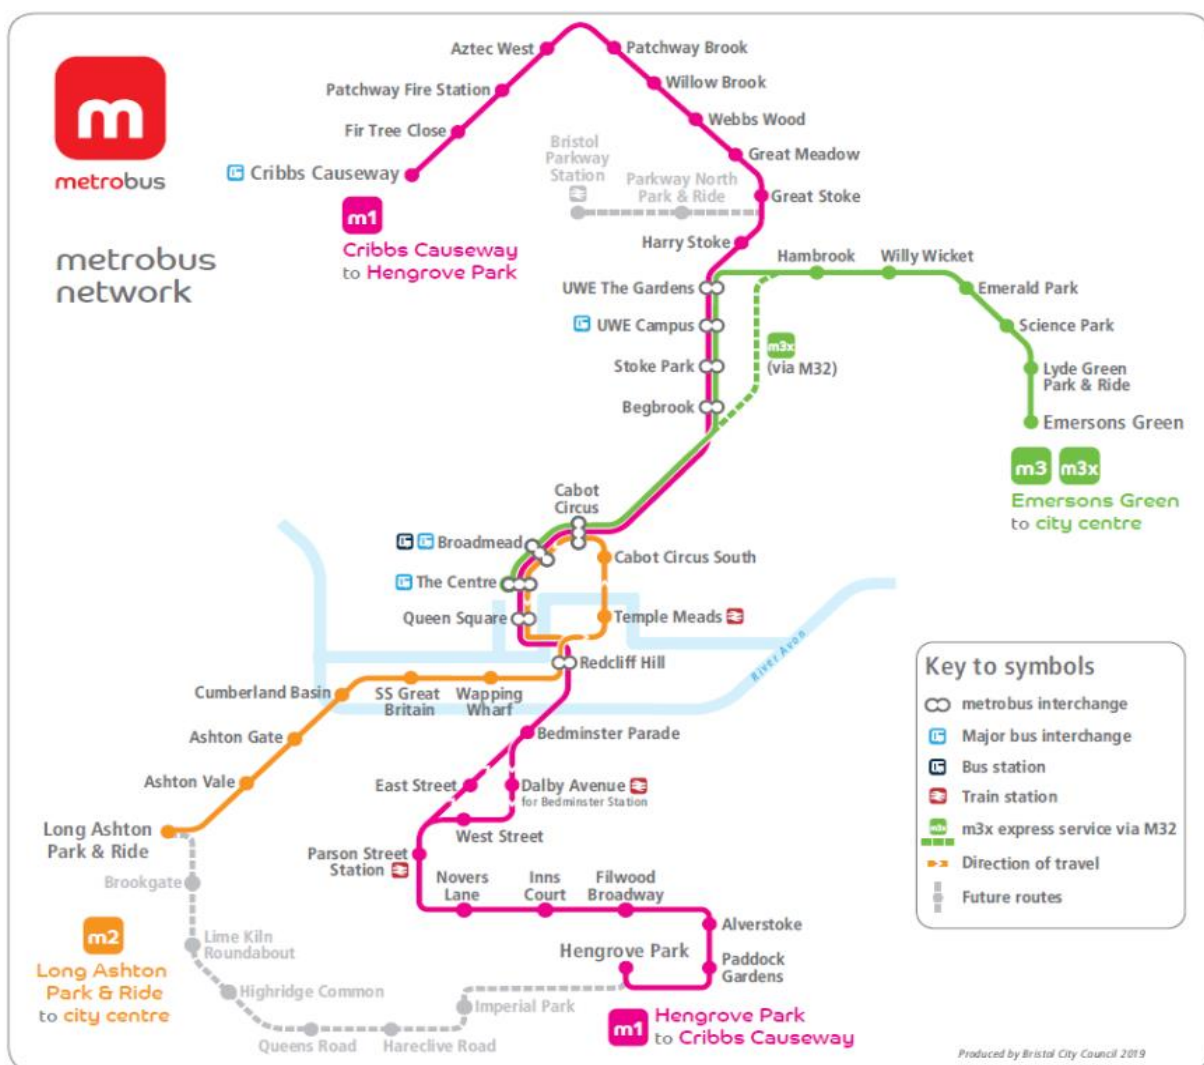 m
metrobus
metrobus
network
Aztec West
Patchway Fire Station
Fir Tree Close
Cribbs Causeway
m1
Cribbs Causeway
to Hengrove Park
Patchway Brook
Willow Brook
Webbs Wood
Great Meadow
Great Stoke
Bristol
Parkway
Station
Parkway North
Park & Ride
Harry Stoke
UWE The Gardens
UWE Campus
Stoke Park
Begbrook
Hambrook
Willy Wicket
Emerald Park
Science Park
Lyde Green
Park & Ride
Emersons Green
m3x
(via M32)
m3 m3x
Emersons Green
to city centre
Cabot
Circus
Broadmead
The Centre
Queen Square
Cabot Circus South
Temple Meads
Redcliff Hill
River Avon
Cumberland Basin
SS Great
Britain
Wapping
Wharf
Ashton Gate
Ashton Vale
Long Ashton
Park & Ride
Bedminster Parade
East Street
Dalby Avenue
for Bedminster Station
West Street
Parson Street
Station
Novers
Lane
Inns
Court
Filwood
Broadway
Alverstoke
Paddock
Gardens
Hengrove Park
m1
Hengrove Park
to Cribbs Causeway
Brookgate
Lime Kiln
Roundabout
Highridge Common
Queens Road
Hareclive Road
Imperial Park
m2
Long Ashton
Park & Ride
to city centre
Key to symbols
metrobus interchange
Major bus interchange
Bus station
Train station
m3x
m3x express service via M32
Direction of travel
Future routes
Produced by Bristol City Council 2019